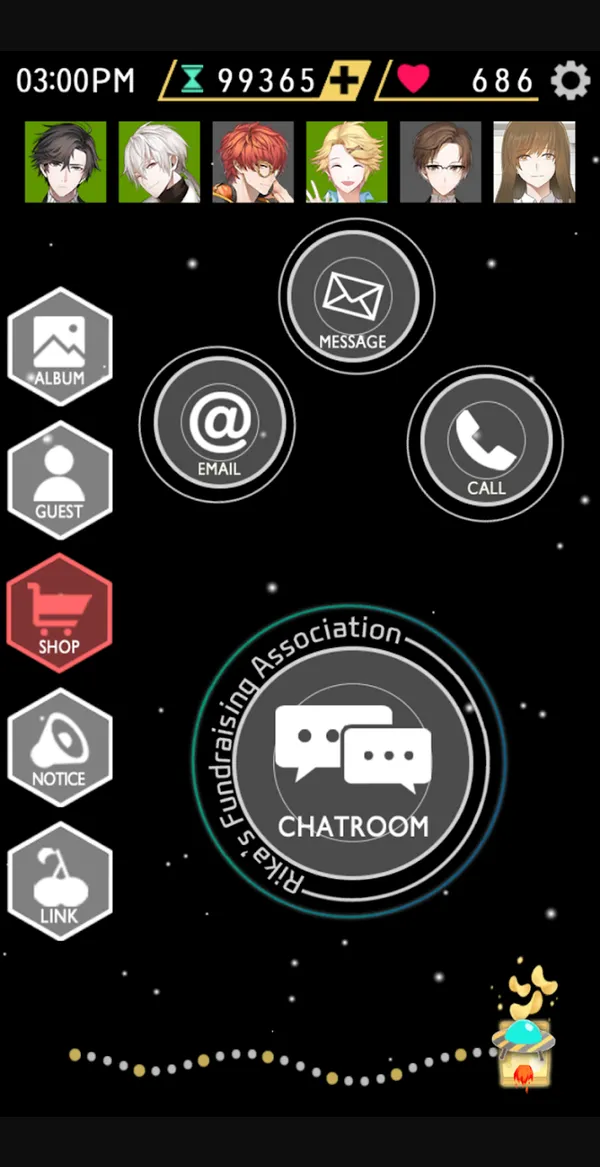 03:00PM
99365
686
MESSAGE
ALBUM
EMAIL
CALL
GUEST
SHOP
Rika's Fundraising Association
NOTICE
CHATROOM
LINK